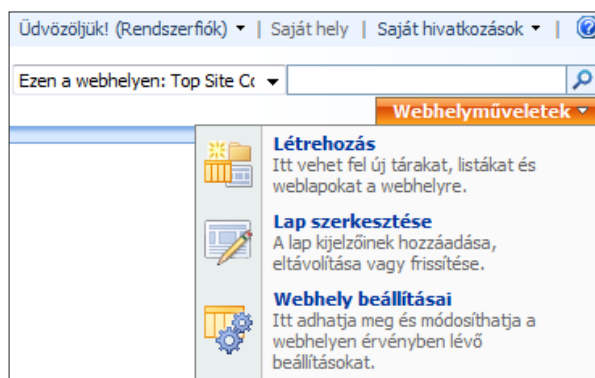 Üdvözöljük! (Rendszerfiók) | Saját hely | Saját hivatkozások |
Ezen a webhelyen: Top Site Co
Webhelyműveletek
Létrehozás
Itt vehet fel új tárakat, listákat és
weblapokat a webhelyre.
Lap szerkesztése
A lap kijelzőinek hozzáadása,
eltávolítása vagy frissítése.
Webhely beállításai
Itt adhatja meg és módosíthatja a
webhelyen érvényben lévő
beállításokat.